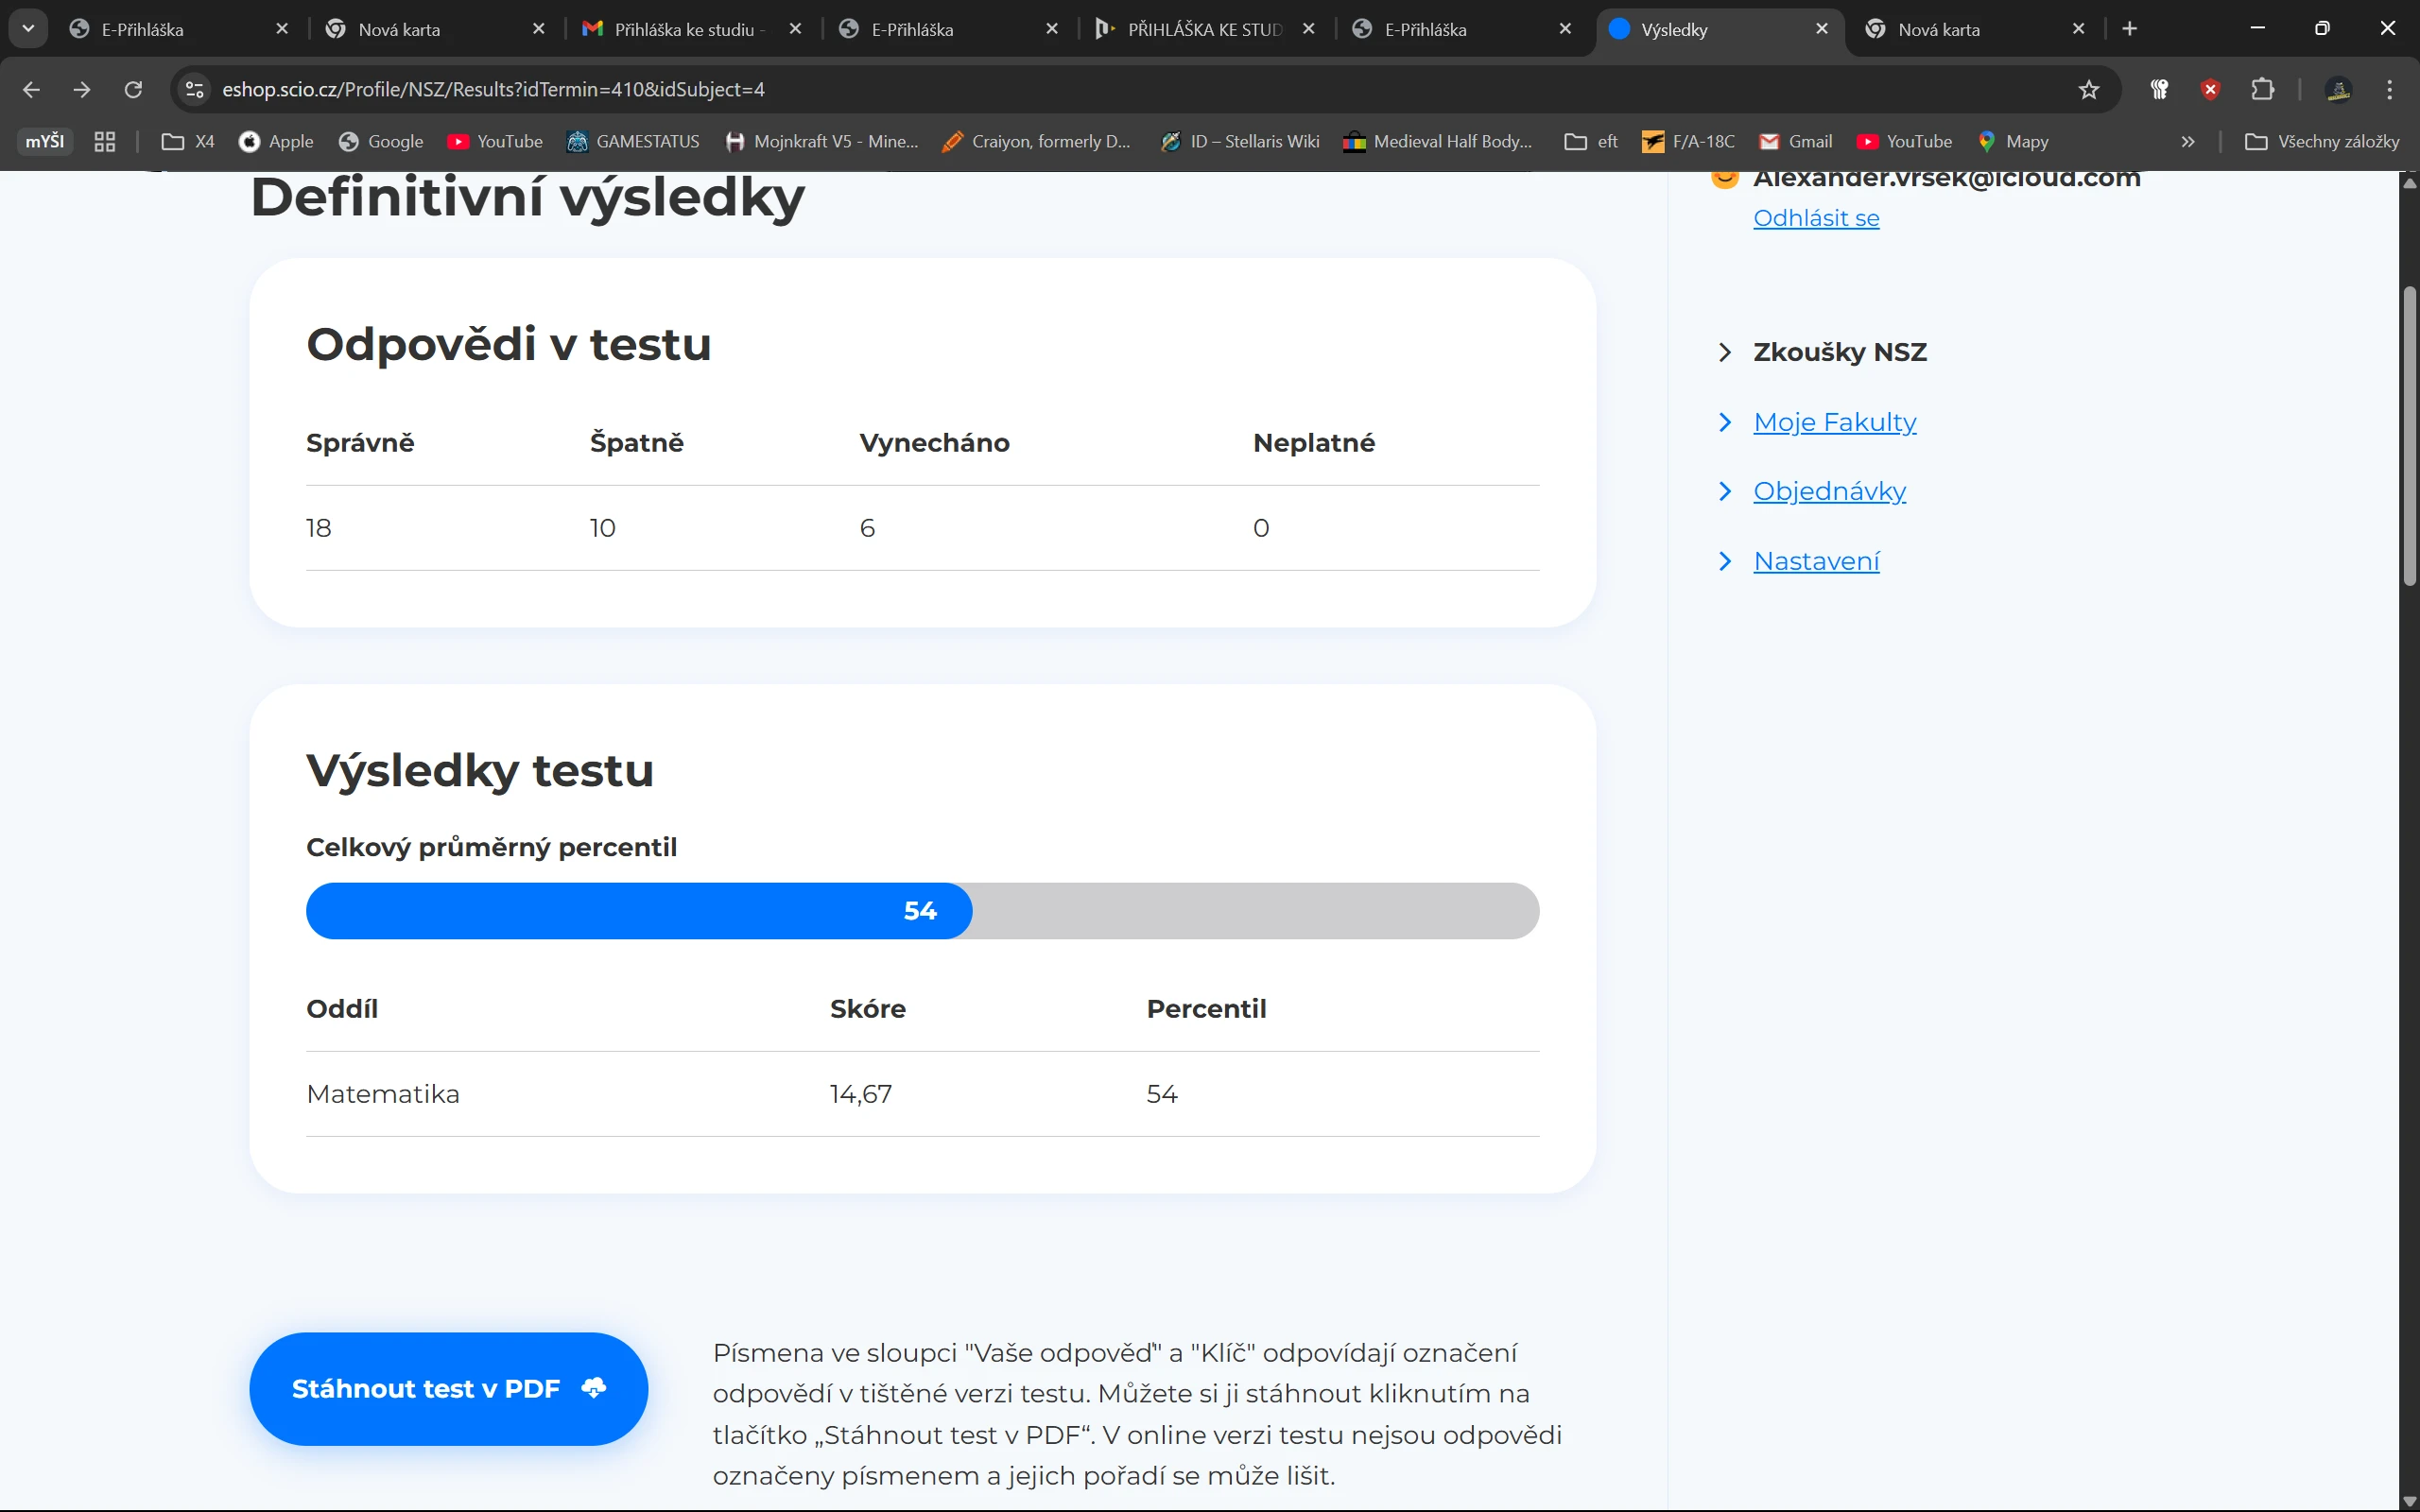 E-Přihláška
Nová karta
Přihláška ke studiu -
E-Přihláška
PŘIHLÁŠKA KE STUD
E-Přihláška
Výsledky
Nová karta
eshop.scio.cz/Profile/NSZ/Results?idTermin=410&idSubject=4
mYŠI
X4
Apple
Google
YouTube
GAMESTATUS
Mojnkraft V5 - Mine...
Craiyon, formerly D...
ID – Stellaris Wiki
Medieval Half Body...
eft
F/A-18C
Gmail
YouTube
Mapy
Všechny záložky
Definitivní výsledky
Odpovědi v testu
Správně Špatně Vynecháno Neplatné
18 10 6 0
Výsledky testu
Celkový průměrný percentil
54
Oddíl Skóre Percentil
Matematika 14,67 54
Stáhnout test v PDF
Písmena ve sloupci "Vaše odpověď" a "Klíč" odpovídají označení
odpovědí v tištěné verzi testu. Můžete si ji stáhnout kliknutím na
tlačítko „Stáhnout test v PDF“. V online verzi testu nejsou odpovědi
označeny písmenem a jejich pořadí se může lišit.
Alexander.vrsek@icloud.com
Odhlásit se
Zkoušky NSZ
Moje Fakulty
Objednávky
Nastavení